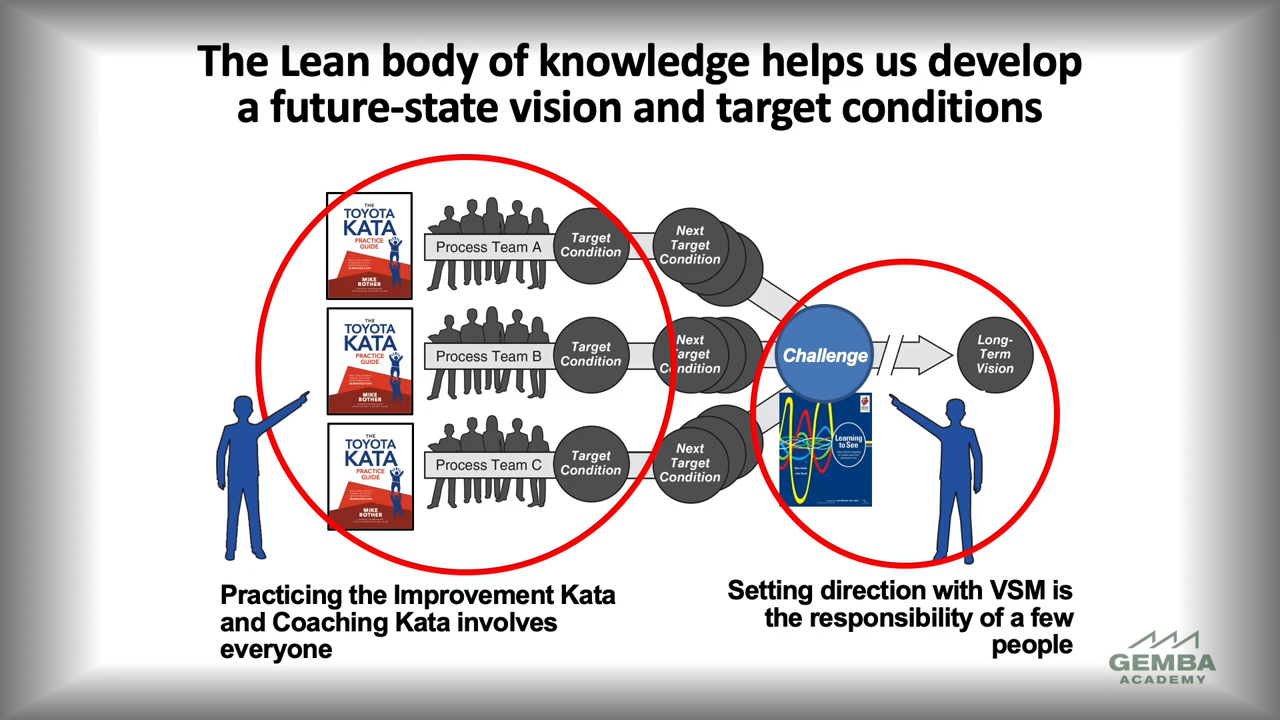 The Lean body of knowledge helps us develop
a future-state vision and target conditions
THE
TOYOTA
KATA
PRACTICE
GUIDE
MIKE
ROTHER
Process Team A
Target
Condition
Next
Target
Condition
THE
TOYOTA
KATA
PRACTICE
GUIDE
MIKE
ROTHER
Process Team B
Target
Condition
Next
Target
Condition
Challenge
Long-
Term
Vision
THE
TOYOTA
KATA
PRACTICE
GUIDE
MIKE
ROTHER
Process Team C
Target
Condition
Next
Target
Condition
Learning
to See
Practicing the Improvement Kata
and Coaching Kata involves
everyone
Setting direction with VSM is
the responsibility of a few
people
GEMBA
ACADEMY